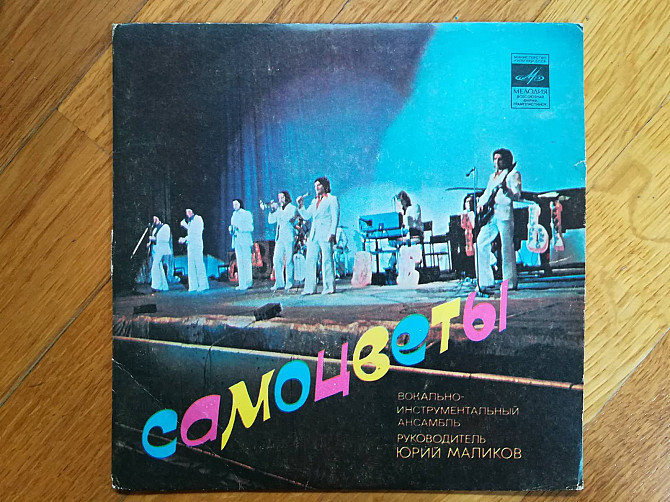 МЕЛОДИЯ
САМОЦВЕТЫ
ВОКАЛЬНО-
ИНСТРУМЕНТАЛЬНЫЙ
АНСАМБЛЬ
РУКОВОДИТЕЛЬ
ЮРИЙ МАЛИКОВ